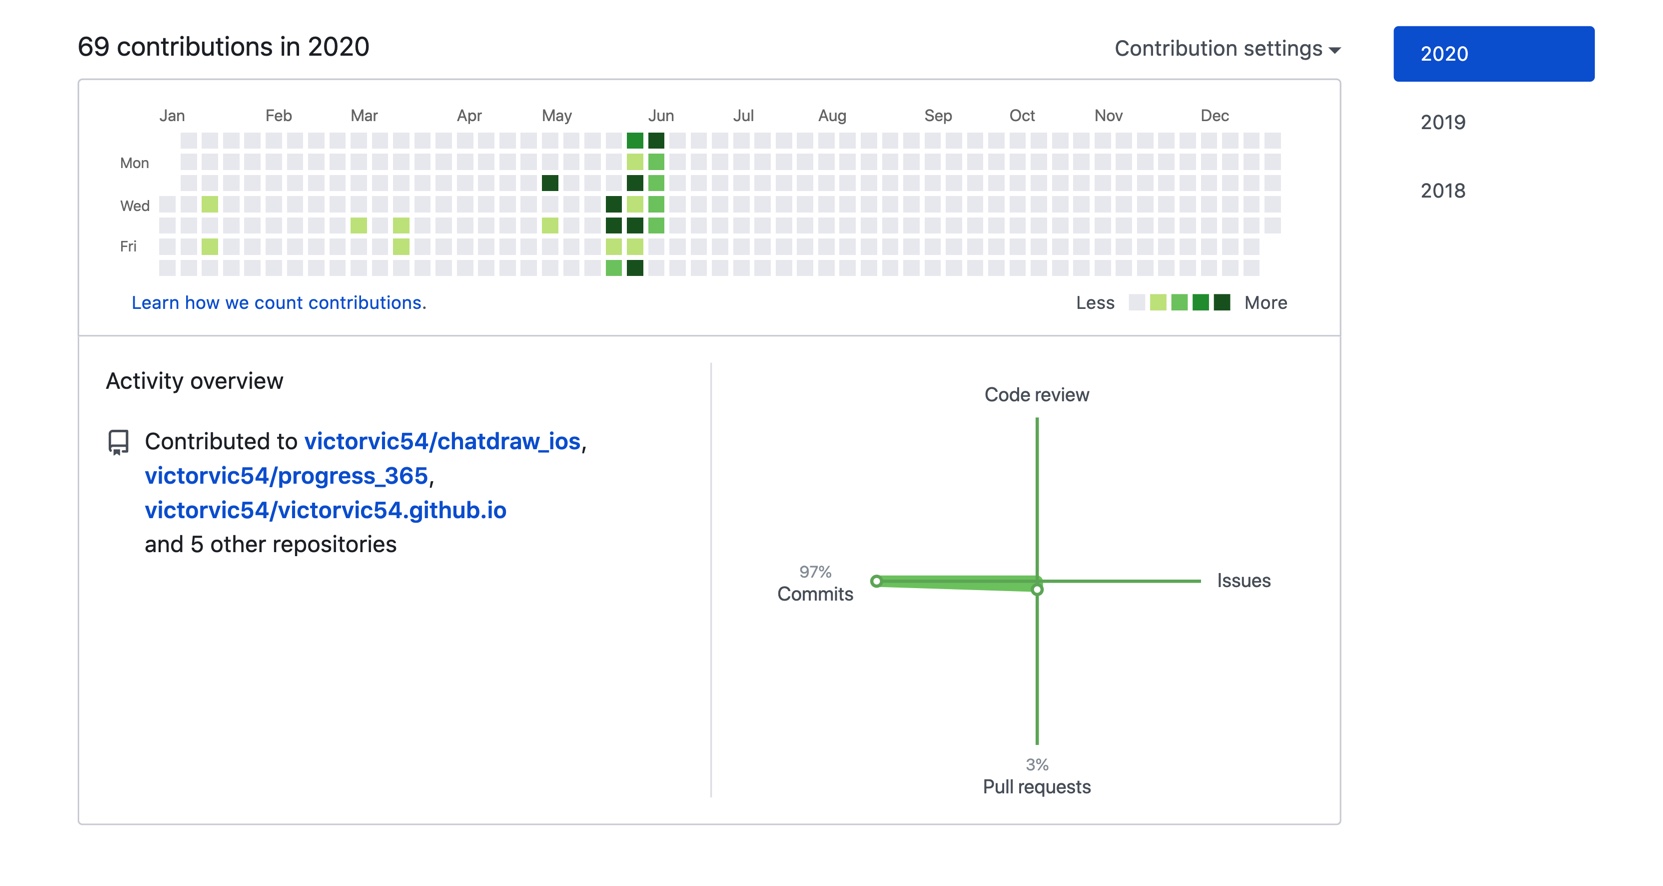 69 contributions in 2020
Contribution settings
2020
2019
2018
Jan Feb Mar Apr May Jun Jul Aug Sep Oct Nov Dec
Mon
Wed
Fri
Learn how we count contributions.
Less More
Activity overview
Contributed to victorvic54/chatdraw_ios,
victorvic54/progress_365,
victorvic54/victorvic54.github.io
and 5 other repositories
Code review
97%
Commits
Issues
3%
Pull requests